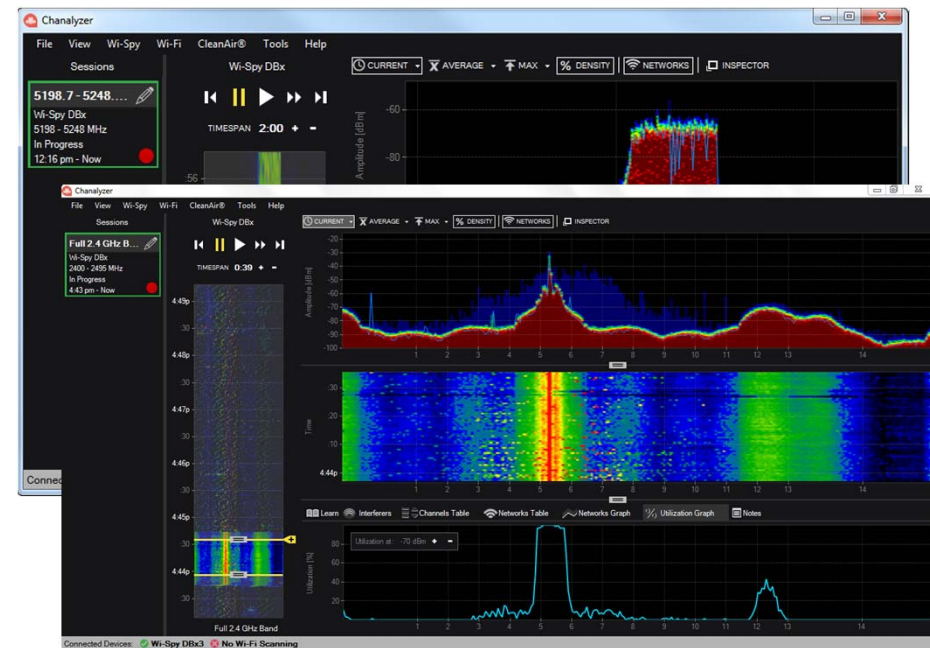 Chanalyzer
File View Wi-Spy Wi-Fi CleanAir® Tools Help
Sessions
Wi-Spy DBx
CURRENT AVERAGE MAX % DENSITY NETWORKS INSPECTOR
5198.7 - 5248....
Wi-Spy DBx
5198 - 5248 MHz
In Progress
12:16 pm - Now
TIMESPAN 2:00 + -
:56
Amplitude [dBm]
-60
-80
Connec
Chanalyzer
File View Wi-Spy Wi-Fi CleanAir® Tools Help
Sessions
Wi-Spy DBx
CURRENT AVERAGE MAX % DENSITY NETWORKS INSPECTOR
Full 2.4 GHz B...
Wi-Spy DBx
2400 - 2495 MHz
In Progress
4:43 pm - Now
TIMESPAN 0:39 + -
4:49p
:30
4:48p
:30
4:47p
:30
4:46p
:30
4:45p
:30
4:44p
:30
Full 2.4 GHz Band
Amplitude [dBm]
-20
-30
-40
-50
-60
-70
-80
-90
-100
1 2 3 4 5 6 7 8 9 10 11 12 13 14
Time
:30
:20
:10
4:44p
1 2 3 4 5 6 7 8 9 10 11 12 13 14
Learn Interferers Channels Table Networks Table Networks Graph Utilization Graph Notes
Utilization at: -70 dBm + -
Utilization [%]
80
60
40
20
1 2 3 4 5 6 7 8 9 10 11 12 13 14
Connected Devices: Wi-Spy DBx3 No Wi-Fi Scanning